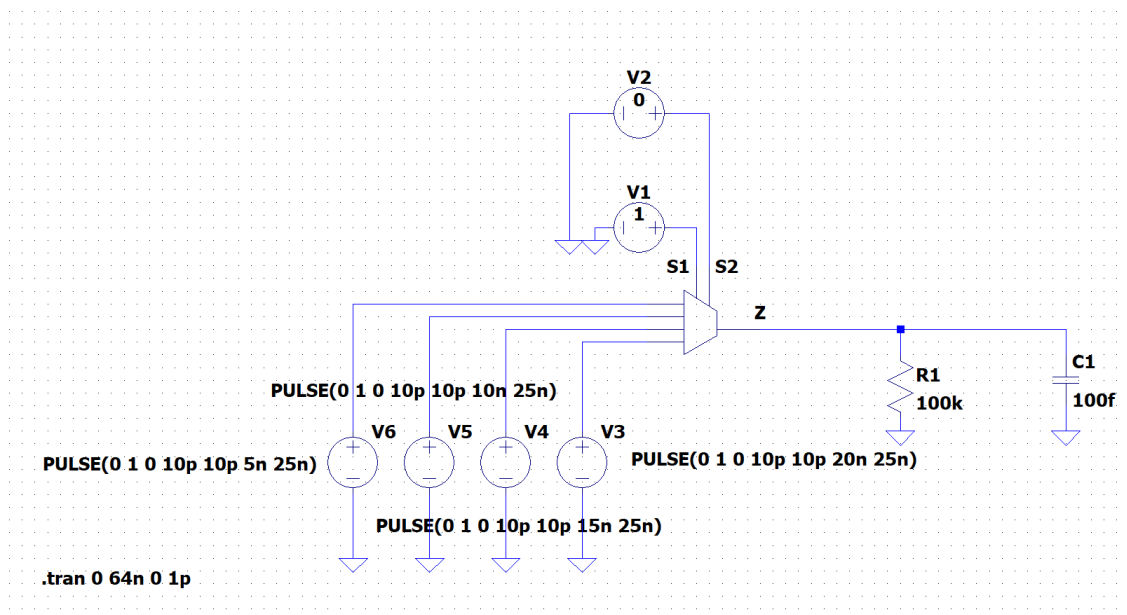 V2
0
V1
1
S1 S2
Z
C1
R1
100k
100f
PULSE(0 1 0 10p 10p 10n 25n)
V6 V5 V4 V3
PULSE(0 1 0 10p 10p 5n 25n)
PULSE(0 1 0 10p 10p 20n 25n)
PULSE(0 1 0 10p 10p 15n 25n)
.tran 0 64n 0 1p